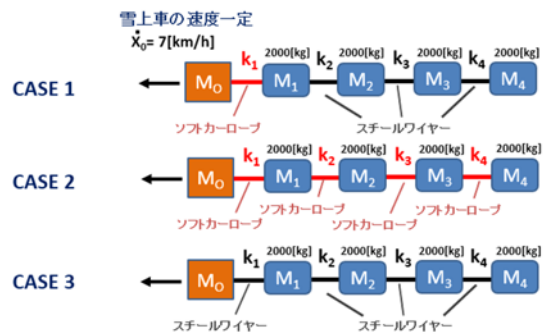 雪上車の速度一定
Ẋ₀= 7[km/h]
CASE 1
M₀
k₁
2000[kg]
M₁
k₂
2000[kg]
M₂
k₃
2000[kg]
M₃
k₄
2000[kg]
M₄
ソフトカーロープ
スチールワイヤー
CASE 2
M₀
k₁
2000[kg]
M₁
k₂
2000[kg]
M₂
k₃
2000[kg]
M₃
k₄
2000[kg]
M₄
ソフトカーロープ
ソフトカーロープ
ソフトカーロープ
ソフトカーロープ
CASE 3
M₀
k₁
2000[kg]
M₁
k₂
2000[kg]
M₂
k₃
2000[kg]
M₃
k₄
2000[kg]
M₄
スチールワイヤー
スチールワイヤー